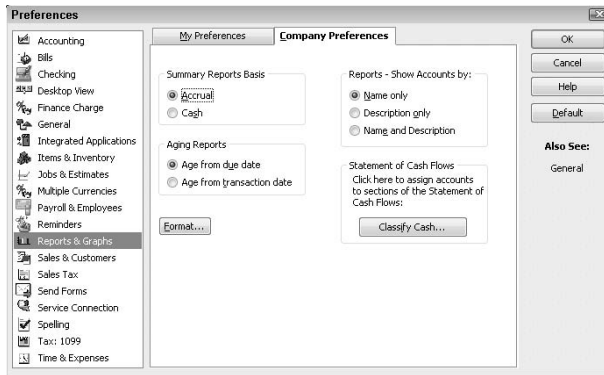 Preferences
Accounting
Bills
Checking
Desktop View
Finance Charge
General
Integrated Applications
Items & Inventory
Jobs & Estimates
Multiple Currencies
Payroll & Employees
Reminders
Reports & Graphs
Sales & Customers
Sales Tax
Send Forms
Service Connection
Spelling
Tax: 1099
Time & Expenses
My Preferences
Company Preferences
Summary Reports Basis
Accrual
Cash
Aging Reports
Age from due date
Age from transaction date
Format...
Reports - Show Accounts by:
Name only
Description only
Name and Description
Statement of Cash Flows
Click here to assign accounts
to sections of the Statement of
Cash Flows:
Classify Cash...
OK
Cancel
Help
Default
Also See:
General